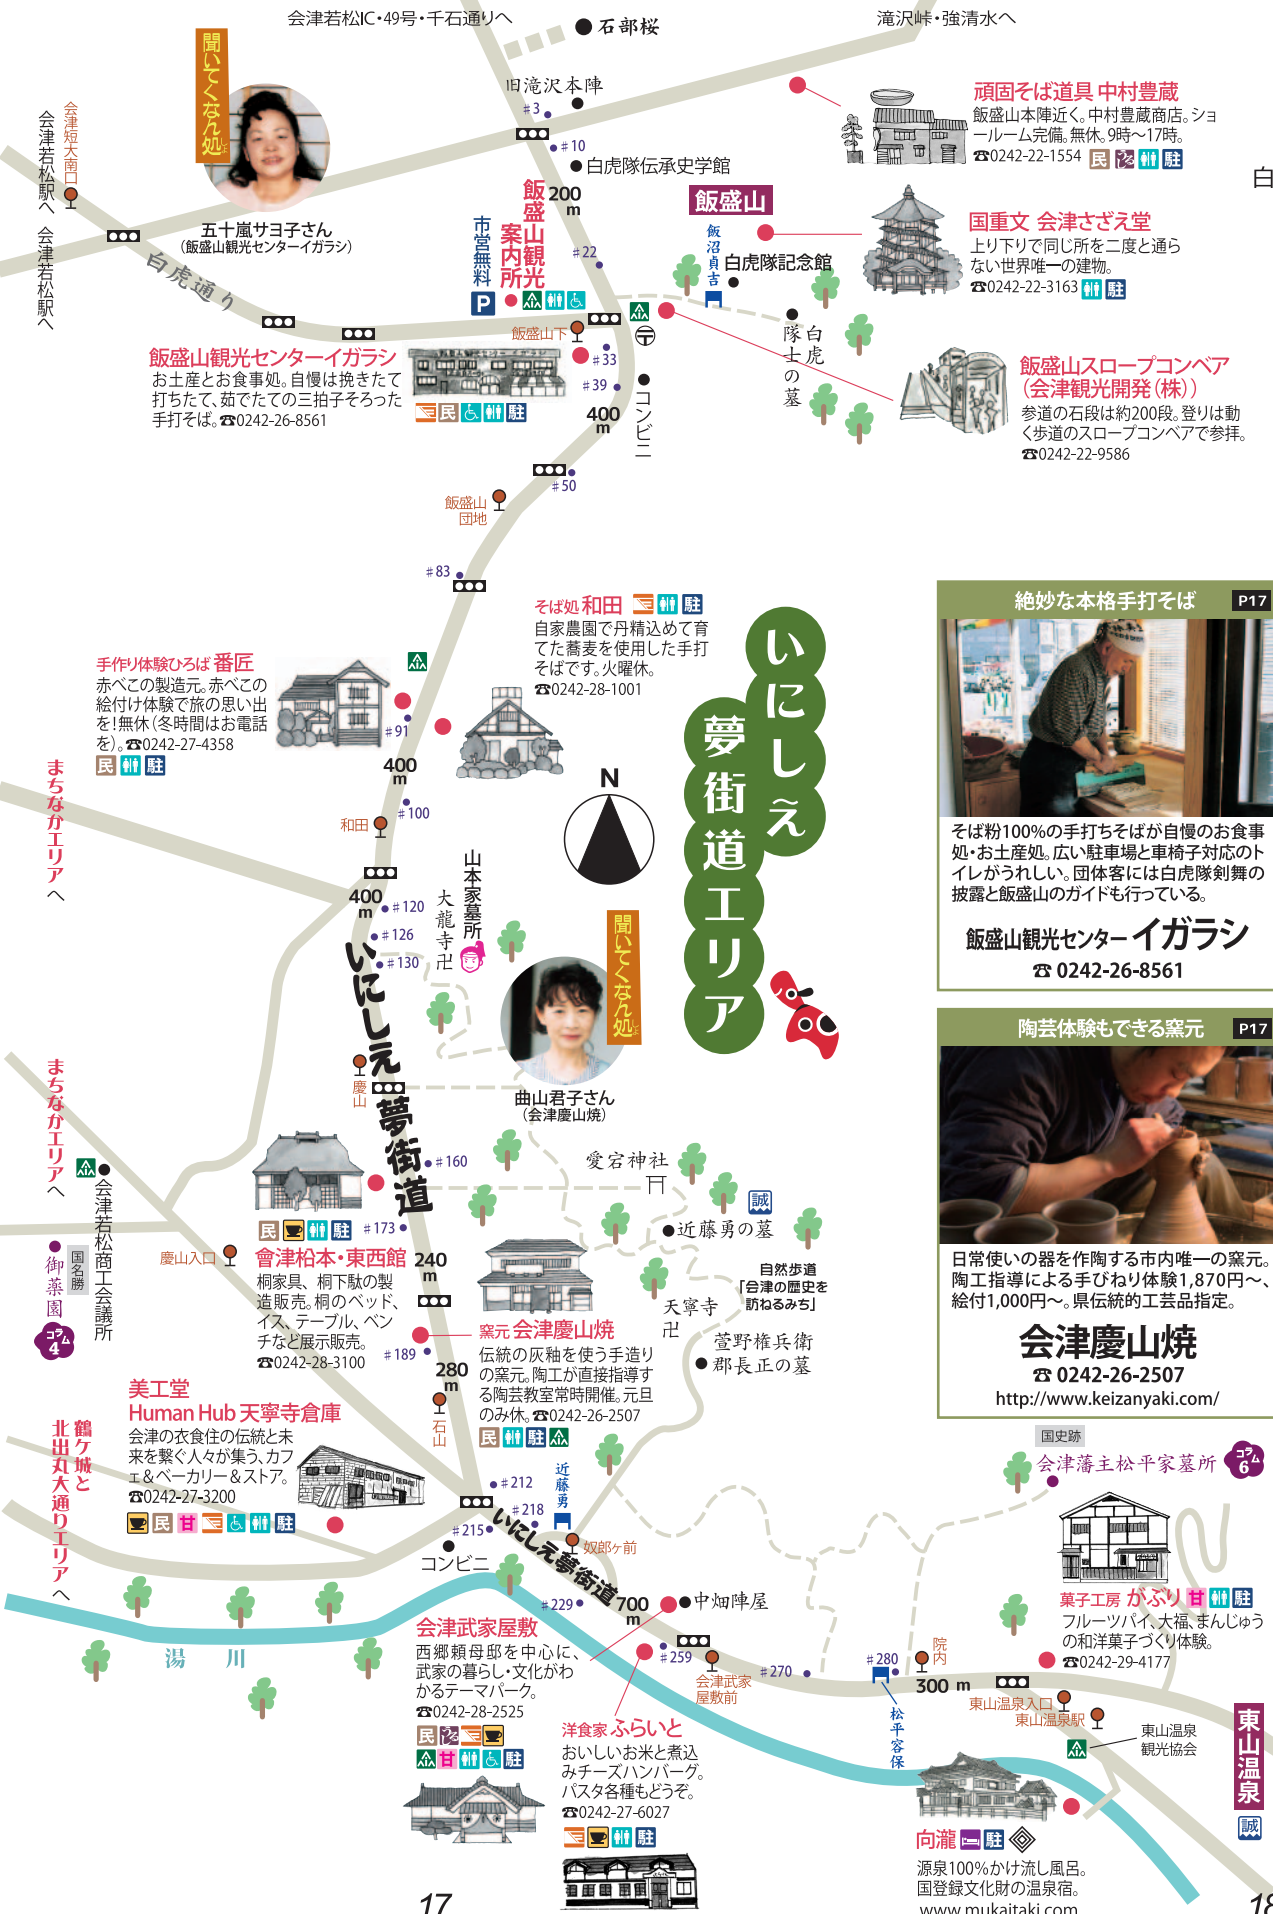 会津若松IC・49号・千石通りへ
滝沢峠・強清水へ
石部桜
聞いてくなん処
しょ
旧滝沢本陣
♯3
♯10
白虎隊伝承史学館
会津短大南口
会津若松駅へ
会津若松駅へ
五十嵐サヨ子さん
(飯盛山観光センターイガラシ)
白虎通り
頑固そば道具 中村豊蔵
飯盛山本陣近く。中村豊蔵商店。ショ
ールーム完備。無休。9時〜17時。
☎0242-22-1554 民 駐
白
飯盛山観光
案内所
200
m
市営無料
P
♯22
飯盛山
飯沼貞吉
白虎隊記念館
白虎
隊士の墓
国重文 会津さざえ堂
上り下りで同じ所を二度と通ら
ない世界唯一の建物。
☎0242-22-3163 駐
飯盛山下
♯33
♯39
400
m
コンビニ
飯盛山観光センターイガラシ
お土産とお食事処。自慢は挽きたて
打ちたて、茹でたての三拍子そろった
手打そば。☎0242-26-8561
民 駐
飯盛山スロープコンベア
(会津観光開発(株))
参道の石段は約200段。登りは動
く歩道のスロープコンベアで参拝。
☎0242-22-9586
♯50
飯盛山
団地
♯83
そば処 和田 駐
自家農園で丹精込めて育
てた蕎麦を使用した手打
そばです。火曜休。
☎0242-28-1001
手作り体験ひろば 番匠
赤べこの製造元。赤べこの
絵付け体験で旅の思い出
を!無休(冬時間はお電話
を)。☎0242-27-4358
民 駐
♯91
400
m
♯100
和田
まちなかエリアへ
いにしえ
夢街道エリア
N
絶妙な本格手打そば P17
そば粉100%の手打ちそばが自慢のお食事
処・お土産処。広い駐車場と車椅子対応のト
イレがうれしい。団体客には白虎隊剣舞の
披露と飯盛山のガイドも行っている。
飯盛山観光センター イガラシ
☎ 0242-26-8561
400
m
♯120
♯126
♯130
山本家墓所
大龍寺卍
いにしえ夢街道
聞いてくなん処
しょ
曲山君子さん
(会津慶山焼)
陶芸体験もできる窯元 P17
日常使いの器を作陶する市内唯一の窯元。
陶工指導による手びねり体験1,870円〜、
絵付1,000円〜。県伝統的工芸品指定。
会津慶山焼
☎ 0242-26-2507
http://www.keizanyaki.com/
まちなかエリアへ
慶山
会津若松商工会議所
国名勝
御薬園
コラム
4
慶山入口
♯160
♯173
愛宕神社
近藤勇の墓
誠
自然歩道
「会津の歴史を
訪ねるみち」
天寧寺
卍
萱野権兵衛
郡長正の墓
民 駐
會津松本・東西館
桐家具、桐下駄の製
造販売。桐のベッド、
イス、テーブル、ベン
チなど展示販売。
☎0242-28-3100
240
m
♯189
280
m
石山
窯元 会津慶山焼
伝統の灰釉を使う手造り
の窯元。陶工が直接指導す
る陶芸教室常時開催。元旦
のみ休。☎0242-26-2507
民 駐
美工堂
Human Hub 天寧寺倉庫
会津の衣食住の伝統と未
来を繋ぐ人々が集う、カフ
ェ&ベーカリー&ストア。
☎0242-27-3200
民 甘 駐
鶴ケ城と
北出丸大通りエリアへ
♯212
♯218
♯215
近藤勇
コンビニ
いにしえ夢街道
奴郎ヶ前
国史跡
会津藩主松平家墓所
コラム
6
湯川
♯229
700
m
中畑陣屋
♯259
会津武家
屋敷前
♯270
♯280
院内
300 m
松平容保
東山温泉入口
東山温泉駅
東山温泉
観光協会
東山温泉
誠
菓子工房 がぶり 甘 駐
フルーツパイ、大福、まんじゅう
の和洋菓子づくり体験。
☎0242-29-4177
会津武家屋敷
西郷頼母邸を中心に、
武家の暮らし・文化がわ
かるテーマパーク。
☎0242-28-2525
民
甘 駐
洋食家 ふらいと
おいしいお米と煮込
みチーズハンバーグ。
パスタ各種もどうぞ。
☎0242-27-6027
駐
向瀧 駐
源泉100%かけ流し風呂。
国登録文化財の温泉宿。
www.mukaitaki.com
17
18